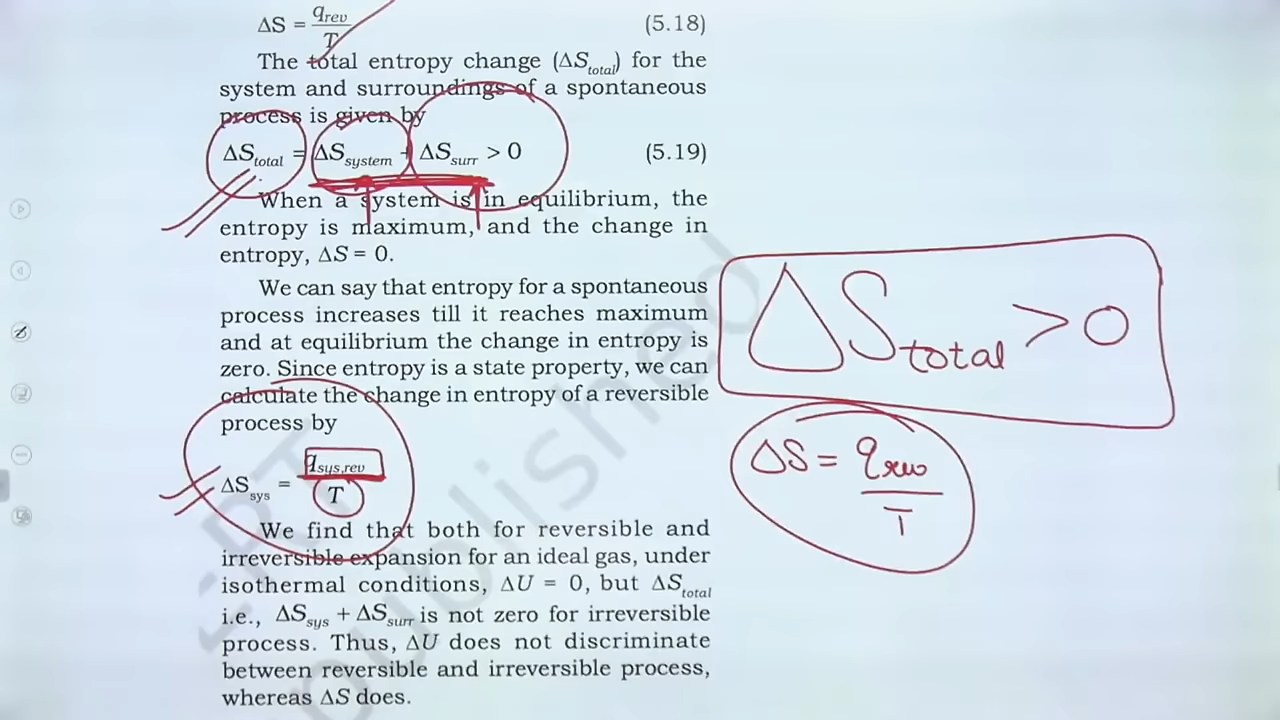 ΔS = q_rev / T (5.18)
The total entropy change (ΔS_total) for the
system and surroundings of a spontaneous
process is given by
ΔS_total = ΔS_system + ΔS_surr > 0 (5.19)
When a system is in equilibrium, the
entropy is maximum, and the change in
entropy, ΔS = 0.
We can say that entropy for a spontaneous
process increases till it reaches maximum
and at equilibrium the change in entropy is
zero. Since entropy is a state property, we can
calculate the change in entropy of a reversible
process by
ΔS_sys = q_sys,rev / T
We find that both for reversible and
irreversible expansion for an ideal gas, under
isothermal conditions, ΔU = 0, but ΔS_total
i.e., ΔS_sys + ΔS_surr is not zero for irreversible
process. Thus, ΔU does not discriminate
between reversible and irreversible process,
whereas ΔS does.
ΔS_total > 0
ΔS = q_rev / T
published